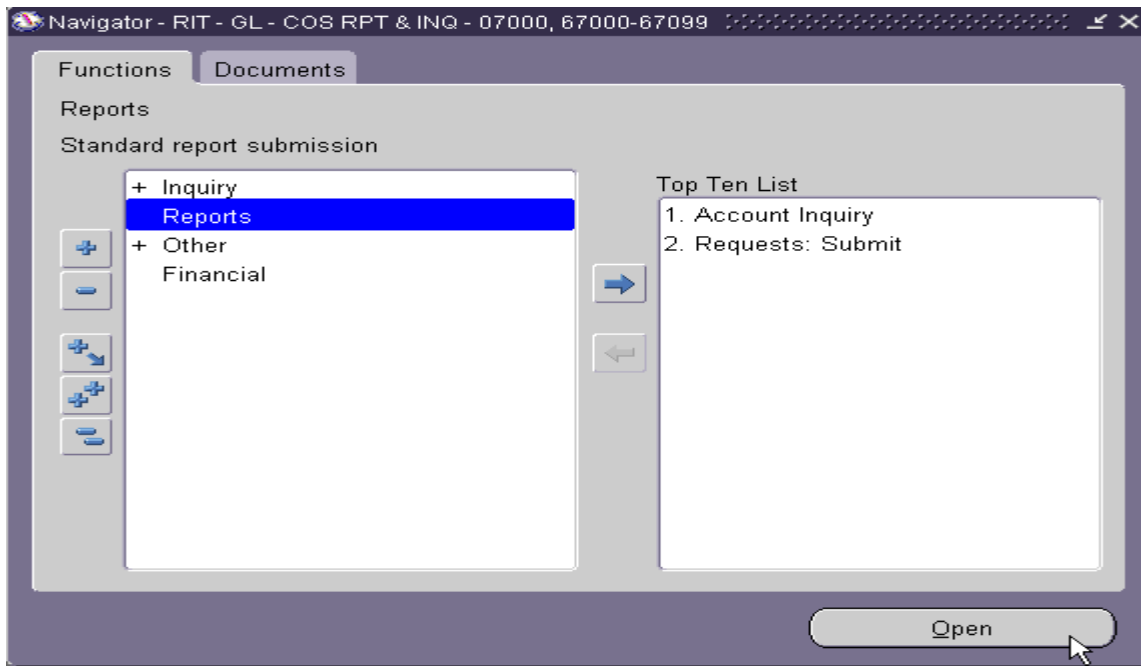 Navigator - RIT - GL - COS RPT & INQ - 07000, 67000-67099
Functions
Documents
Reports
Standard report submission
+ Inquiry
Reports
+ Other
Financial
Top Ten List
1. Account Inquiry
2. Requests: Submit
Open